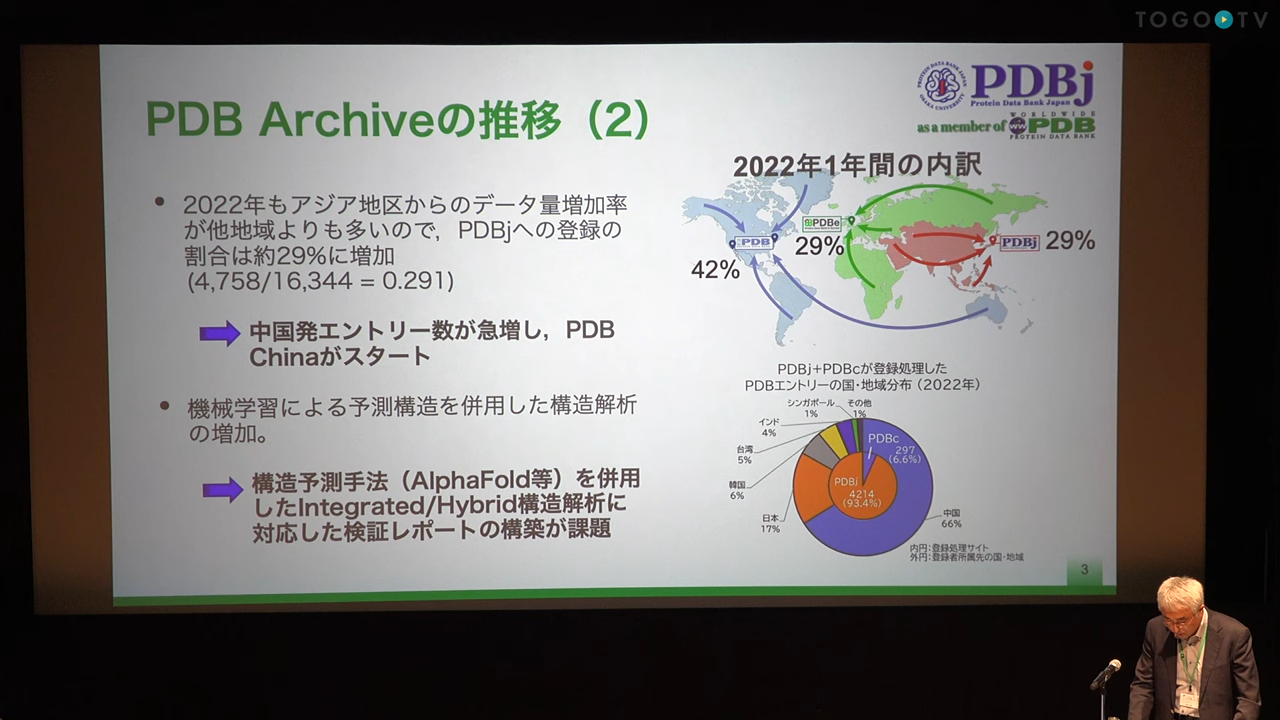 TOGO TV
PDBj
Protein Data Bank Japan
as a member of
WORLDWIDE
PDB
PROTEIN DATA BANK
PDB Archiveの推移（2）
2022年もアジア地区からのデータ量増加率
が他地域よりも多いので，PDBjへの登録の
割合は約29%に増加
(4,758/16,344 = 0.291)
中国発エントリー数が急増し，PDB
Chinaがスタート
機械学習による予測構造を併用した構造解析
の増加。
構造予測手法（AlphaFold等）を併用
したIntegrated/Hybrid構造解析に
対応した検証レポートの構築が課題
2022年1年間の内訳
PDB
42%
PDBe
29%
PDBj
29%
PDBj+PDBcが登録処理した
PDBエントリーの国・地域分布（2022年）
シンガポール
1%
その他
1%
インド
4%
台湾
5%
韓国
6%
日本
17%
中国
66%
PDBc
297
(6.6%)
PDBj
4214
(93.4%)
内円：登録処理サイト
外円：登録者所属先の国・地域
3